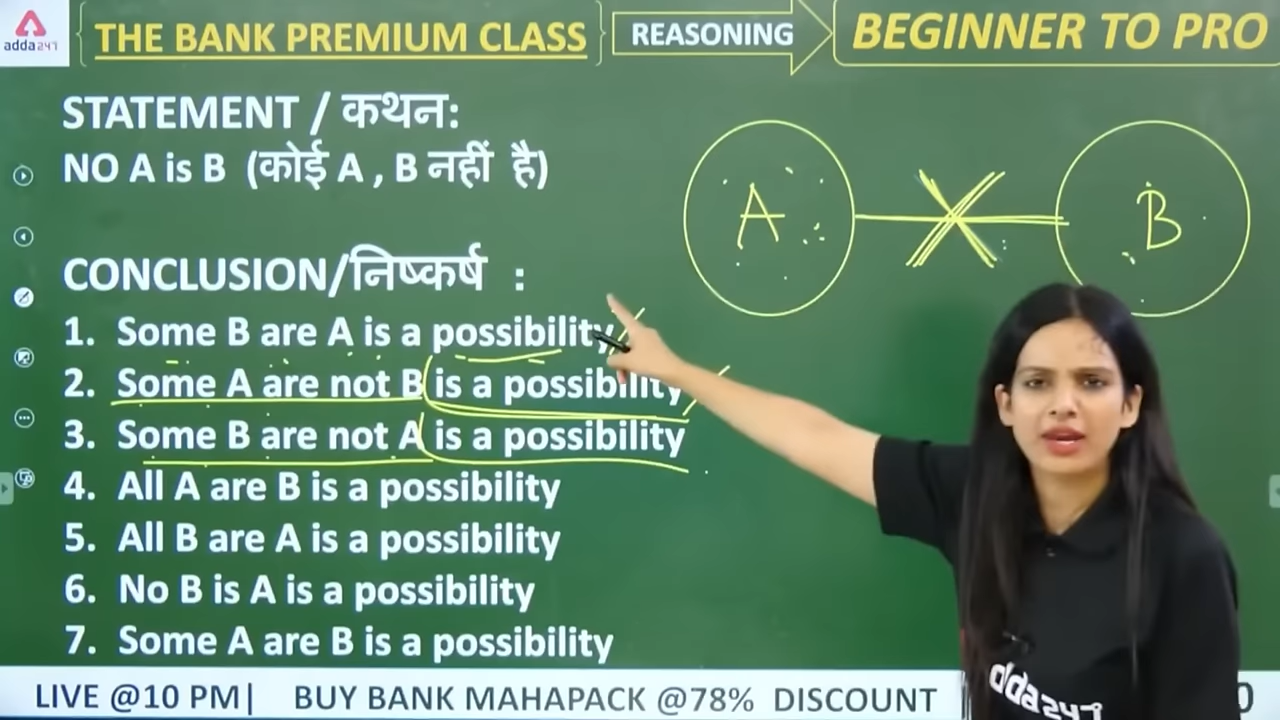 adda247
THE BANK PREMIUM CLASS
REASONING
BEGINNER TO PRO
STATEMENT / कथन:
NO A is B (कोई A , B नहीं है)
A
B
CONCLUSION/निष्कर्ष :
1. Some B are A is a possibility
2. Some A are not B is a possibility
3. Some B are not A is a possibility
4. All A are B is a possibility
5. All B are A is a possibility
6. No B is A is a possibility
7. Some A are B is a possibility
adda247
LIVE @10 PM| BUY BANK MAHAPACK @78% DISCOUNT